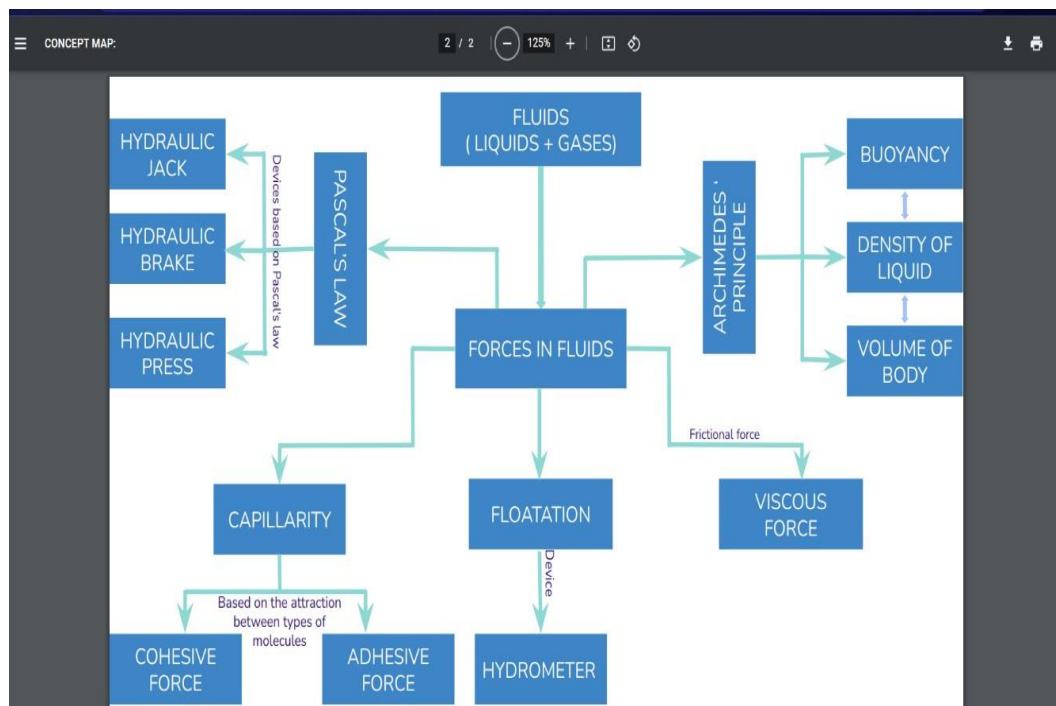 CONCEPT MAP:
2 / 2
125%
FLUIDS
( LIQUIDS + GASES)
HYDRAULIC
JACK
HYDRAULIC
BRAKE
HYDRAULIC
PRESS
Devices based on Pascal's law
PASCAL'S LAW
ARCHIMEDES '
PRINCIPLE
BUOYANCY
DENSITY OF
LIQUID
VOLUME OF
BODY
FORCES IN FLUIDS
Frictional force
CAPILLARITY
FLOATATION
VISCOUS
FORCE
Based on the attraction
between types of
molecules
Device
COHESIVE
FORCE
ADHESIVE
FORCE
HYDROMETER